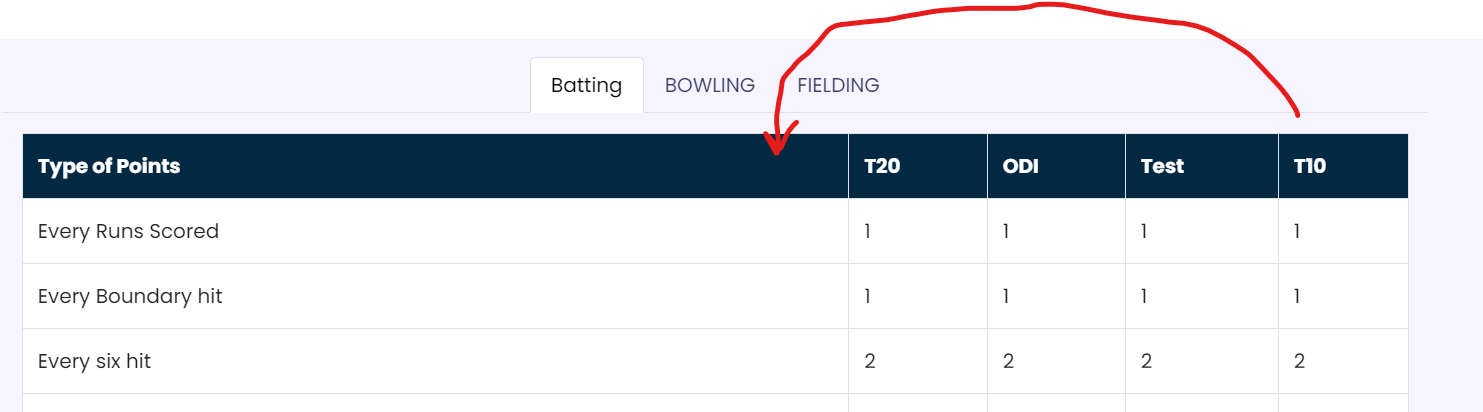 Batting BOWLING FIELDING
Type of Points T20 ODI Test T10
Every Runs Scored 1 1 1 1
Every Boundary hit 1 1 1 1
Every six hit 2 2 2 2